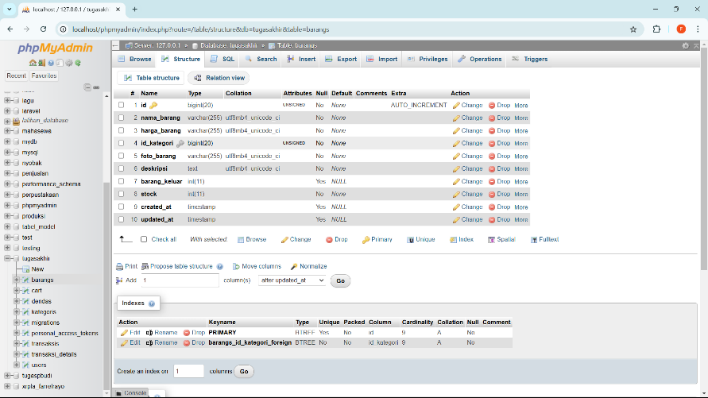 localhost / 127.0.0.1 / tugasakhir
localhost/phpmyadmin/index.php?route=/table/structure&db=tugasakhir&table=barangs
phpMyAdmin
Recent Favorites
lagu
laravel
latihan_database
mahasiswa
mydb
mysql
nyobak
penjualan
performance_schema
perpustakaan
phpmyadmin
produksi
tabel_model
test
testing
tugasakhir
New
barangs
cart
dendas
kategoris
migrations
personal_access_tokens
transaksis
transaksi_details
users
tugaspbudi
Server: 127.0.0.1 » Database: tugasakhir » Table: barangs
Browse Structure SQL Search Insert Export Import Privileges Operations Triggers
Table structure Relation view
# Name Type Collation Attributes Null Default Comments Extra Action
1 id bigint(20) UNSIGNED No None AUTO_INCREMENT Change Drop More
2 nama_barang varchar(255) utf8mb4_unicode_ci No None Change Drop More
3 harga_barang varchar(255) utf8mb4_unicode_ci No None Change Drop More
4 id_kategori bigint(20) UNSIGNED No None Change Drop More
5 foto_barang varchar(255) utf8mb4_unicode_ci No None Change Drop More
6 deskripsi text utf8mb4_unicode_ci No None Change Drop More
7 barang_keluar int(11) Yes NULL Change Drop More
8 stock int(11) No None Change Drop More
9 created_at timestamp Yes NULL Change Drop More
10 updated_at timestamp Yes NULL Change Drop More
Check all With selected: Browse Change Drop Primary Unique Index Spatial Fulltext
Print Propose table structure Move columns Normalize
Add 1 column(s) after updated_at Go
Indexes
Action Keyname Type Unique Packed Column Cardinality Collation Null Comment
Edit Rename Drop PRIMARY BTREE Yes No id 9 A No
Edit Rename Drop barangs_id_kategori_foreign BTREE No No id_kategori 9 A No
Create an index on 1 columns Go
Console